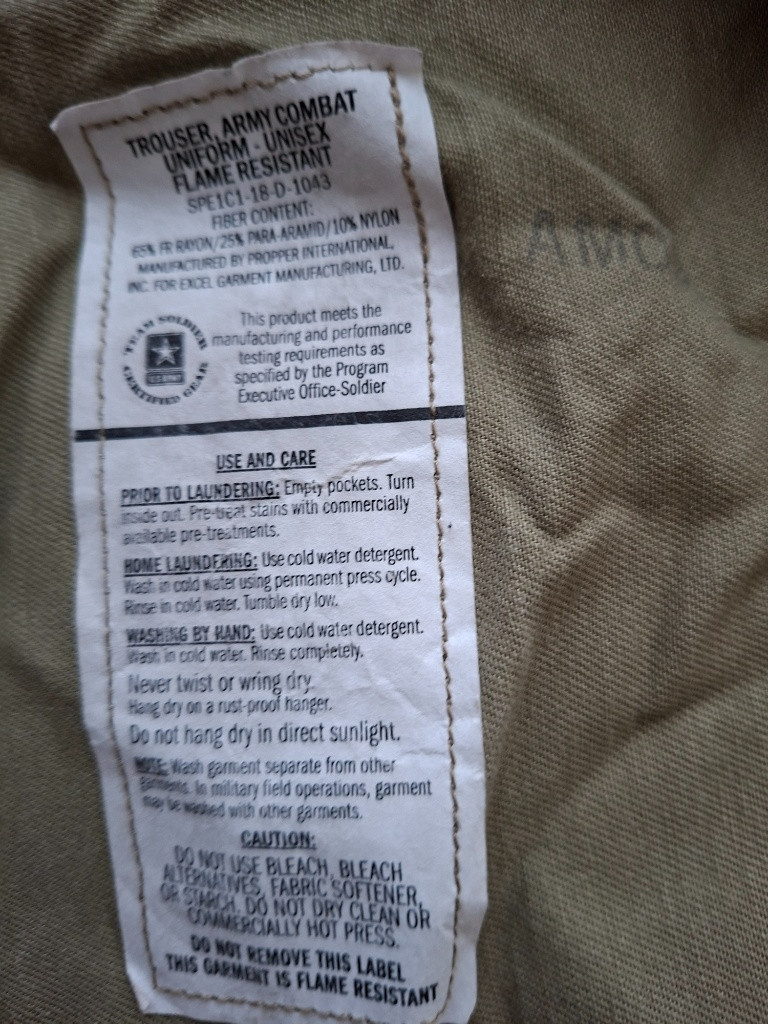 TROUSER, ARMY COMBAT
UNIFORM - UNISEX
FLAME RESISTANT
SPE1C1-18-D-1043
FIBER CONTENT:
65% FR RAYON/25% PARA-ARAMID/10% NYLON
MANUFACTURED BY PROPPER INTERNATIONAL,
INC. FOR EXCEL GARMENT MANUFACTURING, LTD.
TEAM SOLDIER
CERTIFIED GEAR
This product meets the
manufacturing and performance
testing requirements as
specified by the Program
Executive Office-Soldier
USE AND CARE
PRIOR TO LAUNDERING: Empty pockets. Turn
inside out. Pre-treat stains with commercially
available pre-treatments.
HOME LAUNDERING: Use cold water detergent.
Wash in cold water using permanent press cycle.
Rinse in cold water. Tumble dry low.
WASHING BY HAND: Use cold water detergent.
Wash in cold water. Rinse completely.
Never twist or wring dry.
Hang dry on a rust-proof hanger.
Do not hang dry in direct sunlight.
NOTE: Wash garment separate from other
garments. In military field operations, garment
may be washed with other garments.
CAUTION:
DO NOT USE BLEACH, BLEACH
ALTERNATIVES, FABRIC SOFTENER,
OR STARCH. DO NOT DRY CLEAN OR
COMMERCIALLY HOT PRESS.
DO NOT REMOVE THIS LABEL
THIS GARMENT IS FLAME RESISTANT